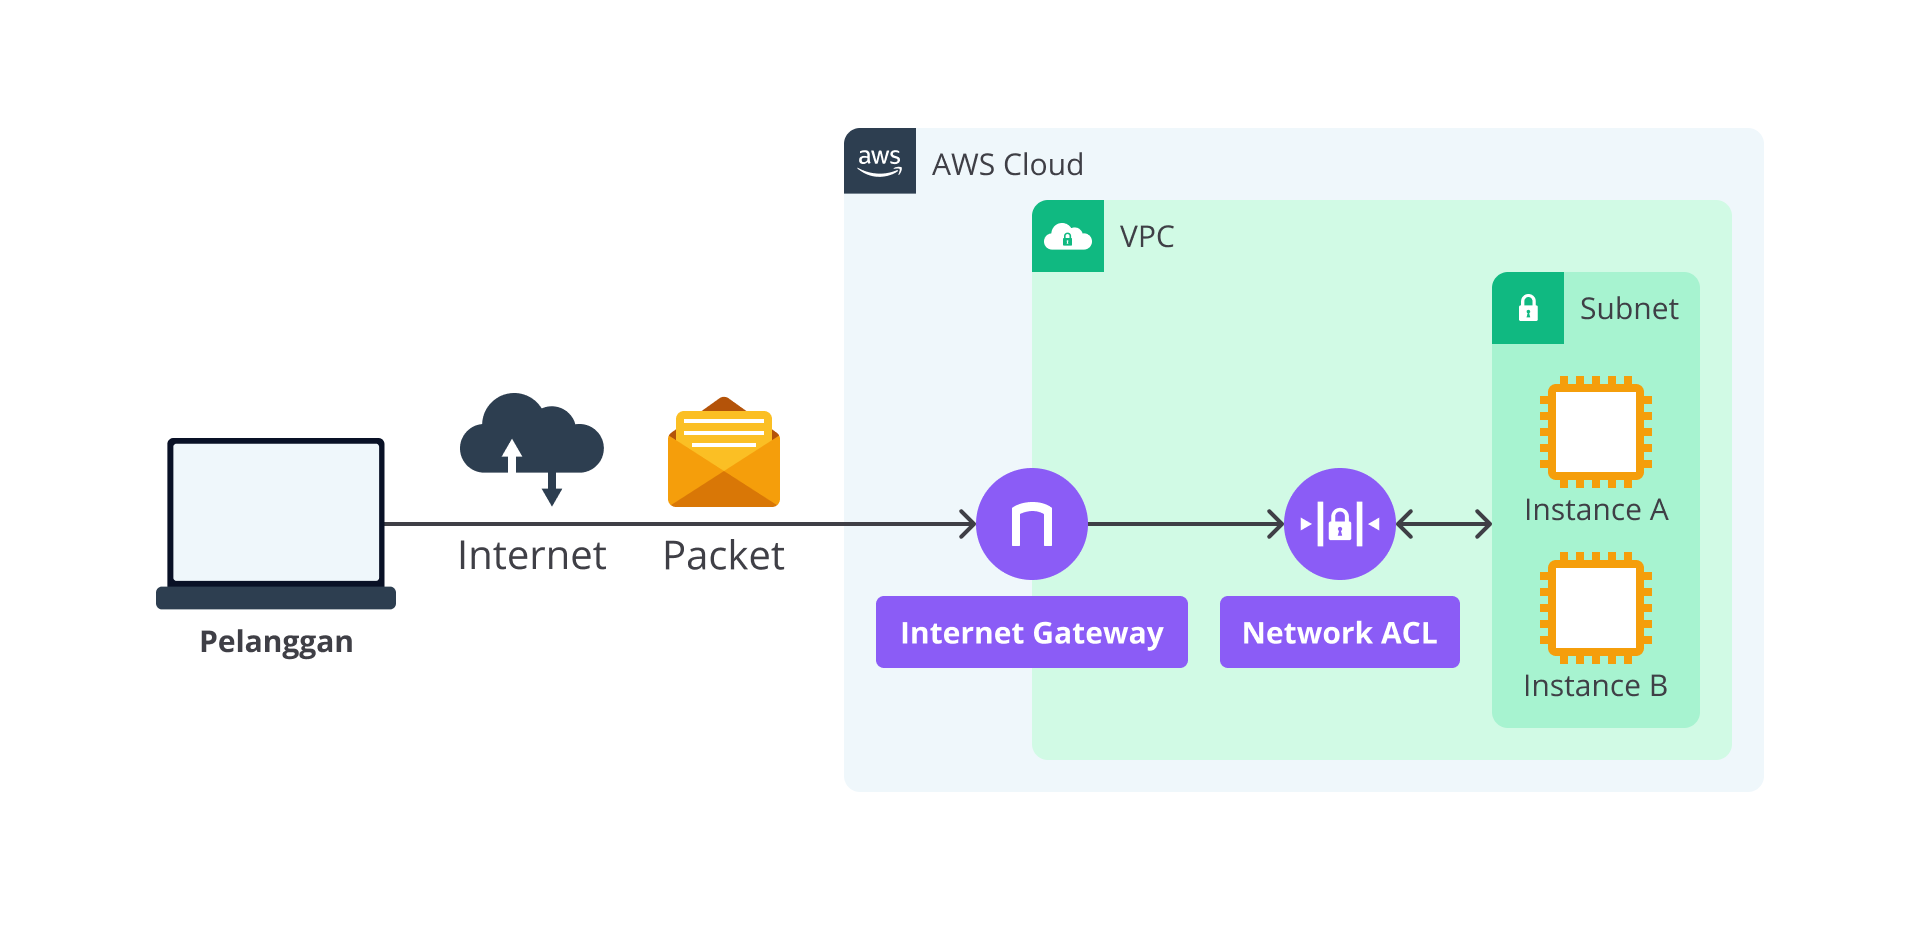 aws
AWS Cloud
VPC
Subnet
Instance A
Internet
Packet
Internet Gateway
Network ACL
Pelanggan
Instance B